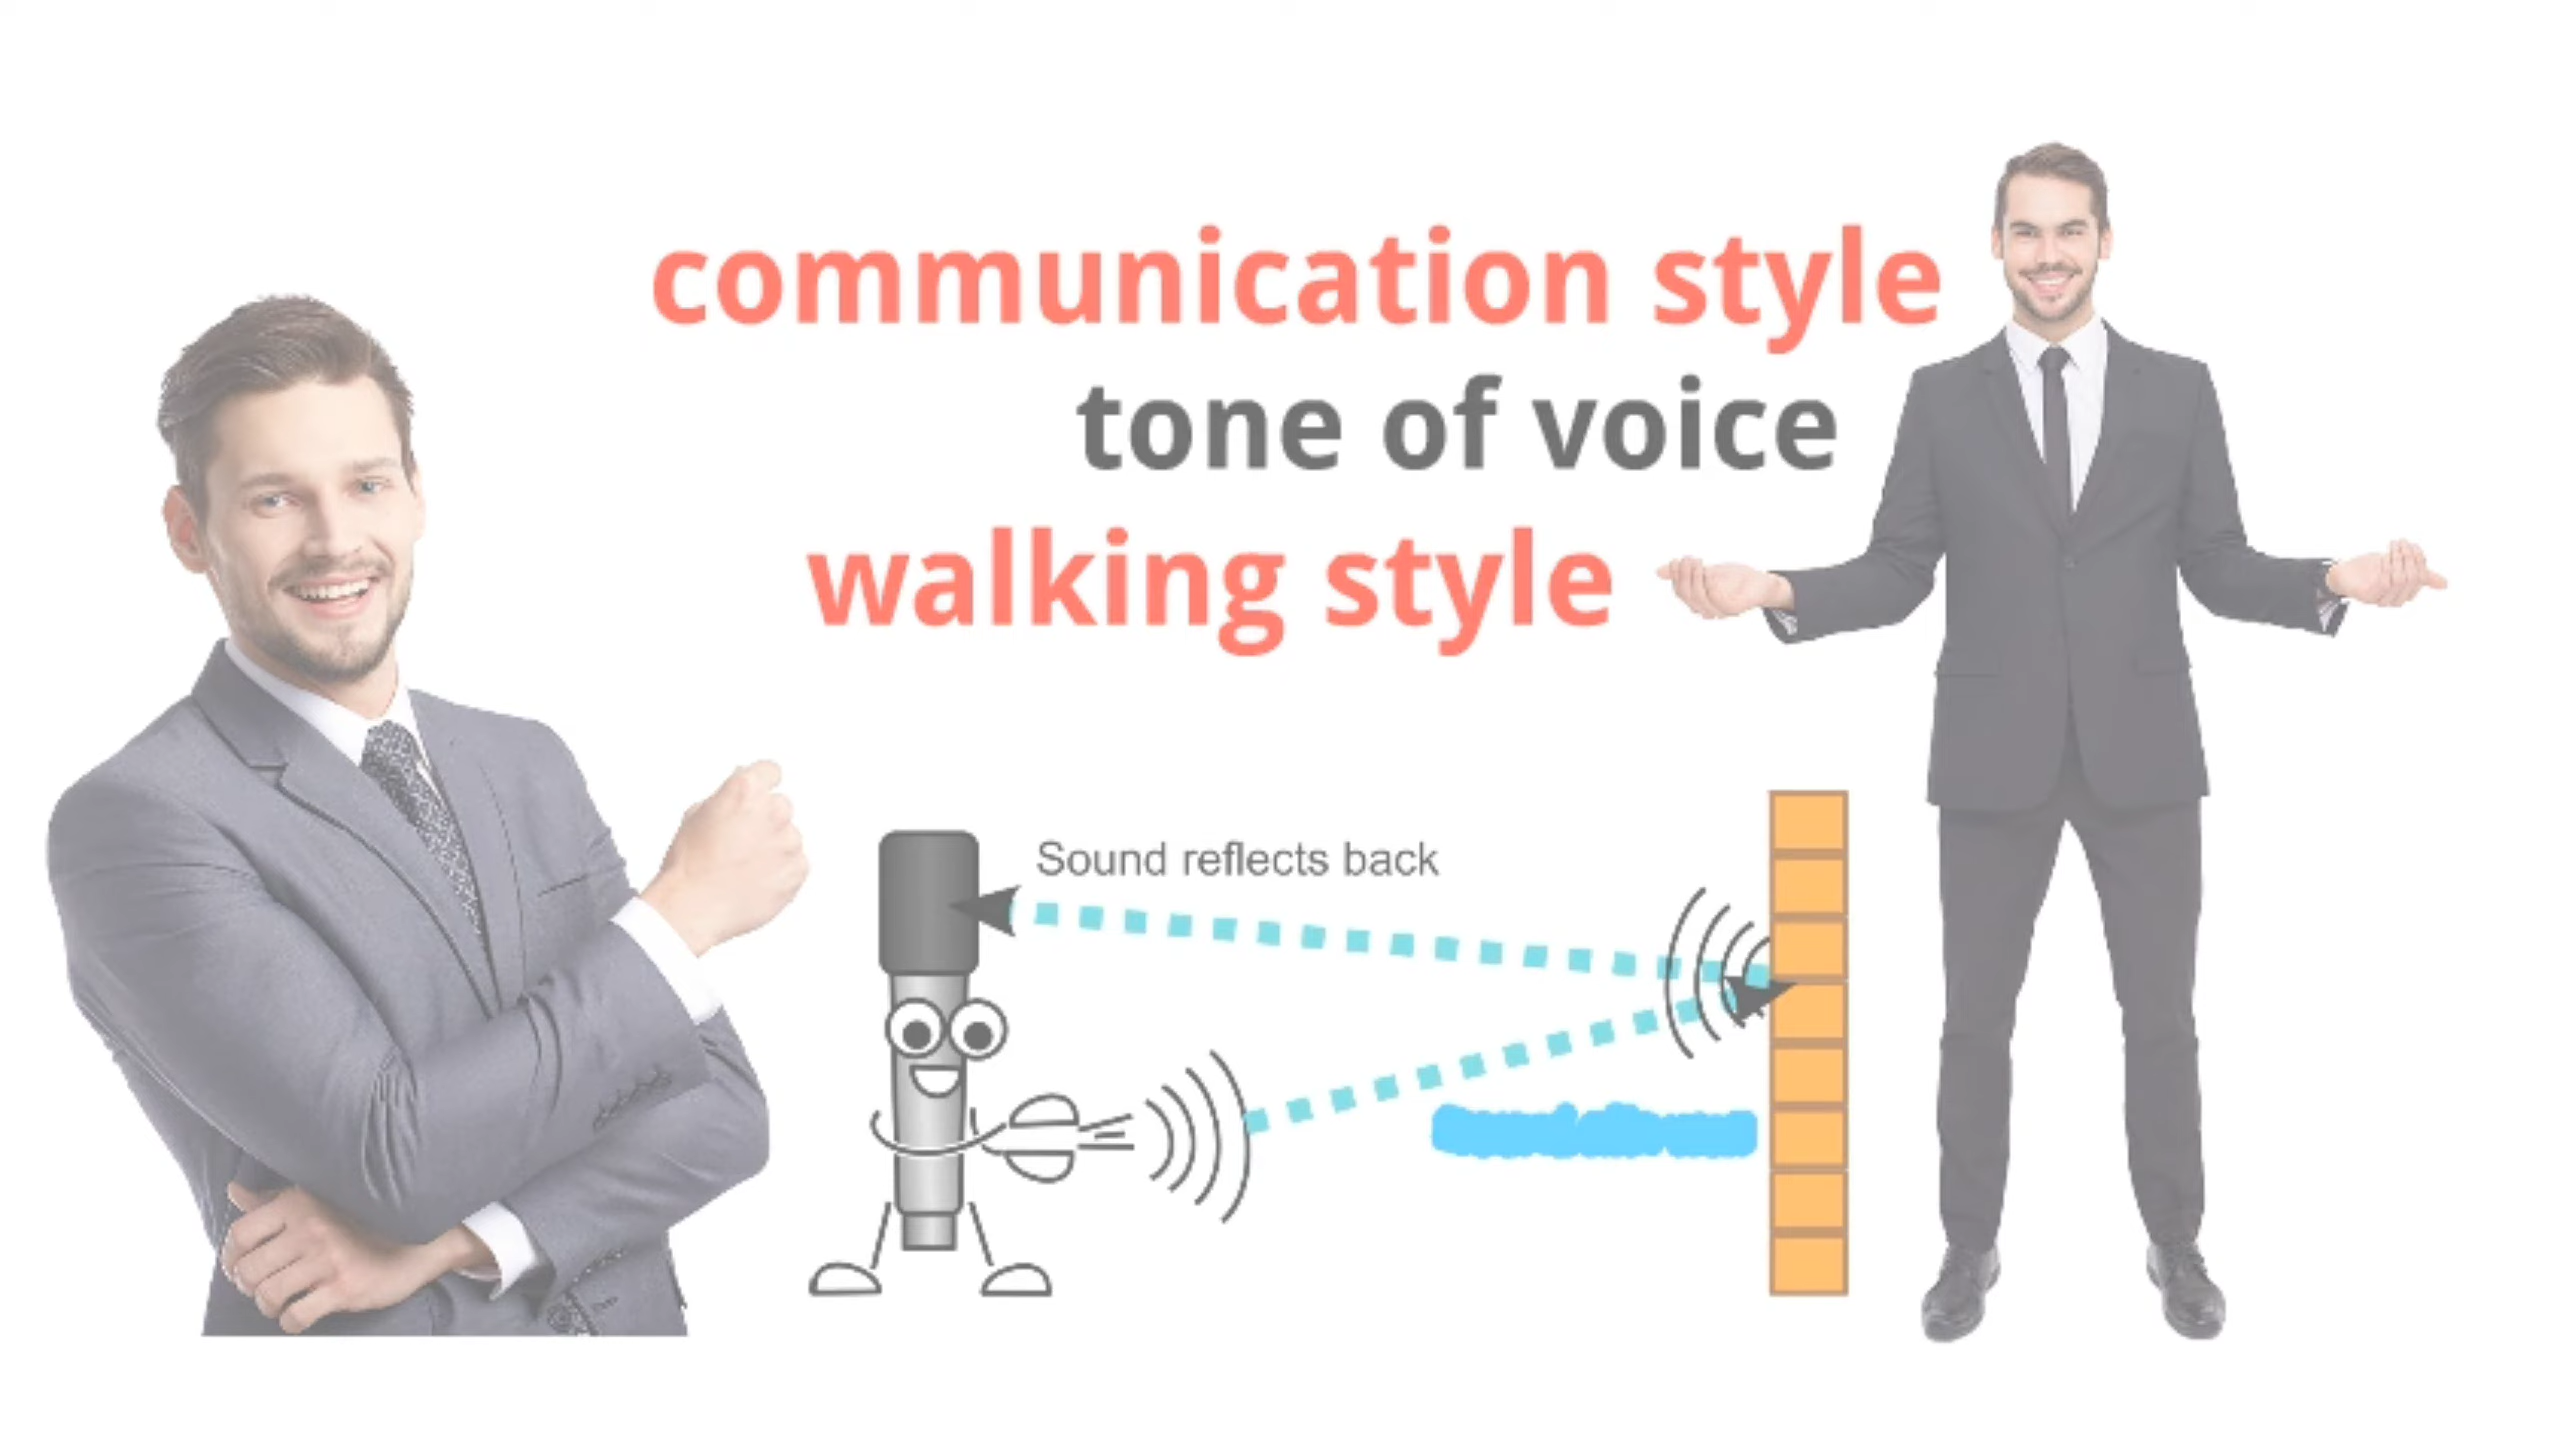 communication style
tone of voice
walking style
Sound reflects back